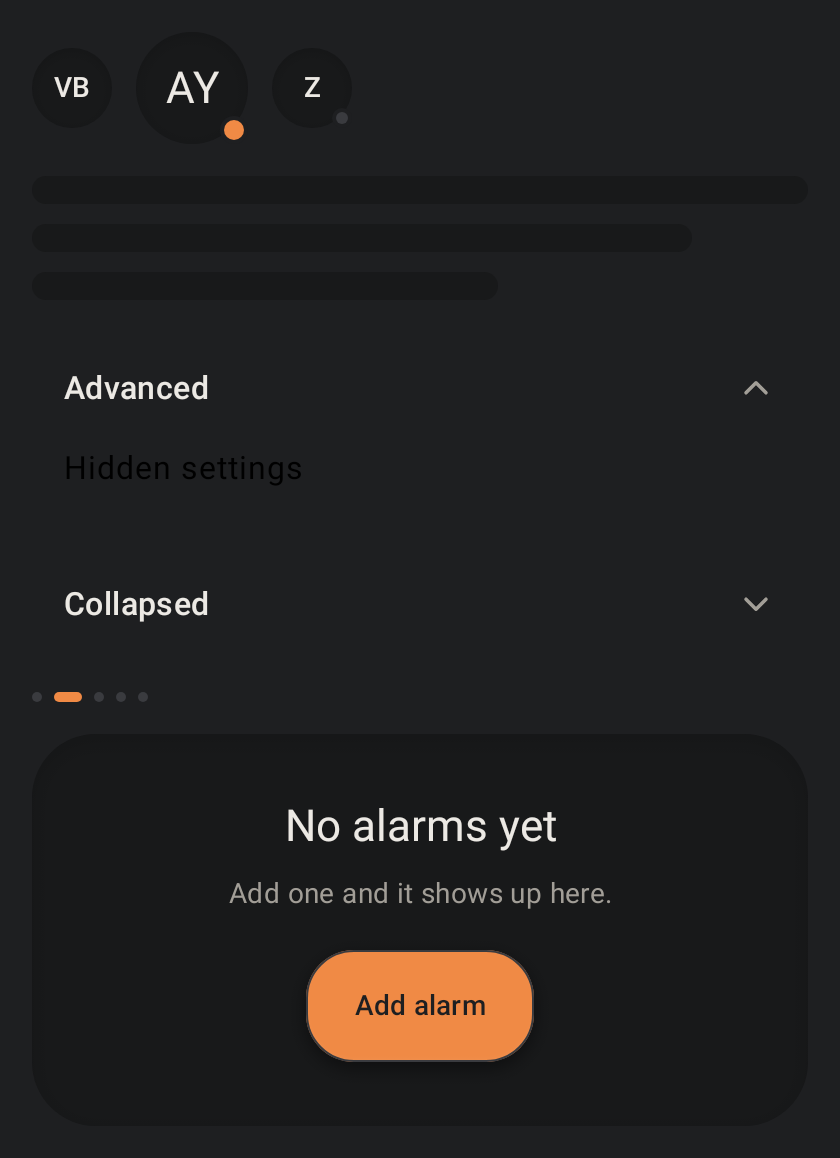 VB AY Z
Advanced
Hidden settings
Collapsed
No alarms yet
Add one and it shows up here.
Add alarm